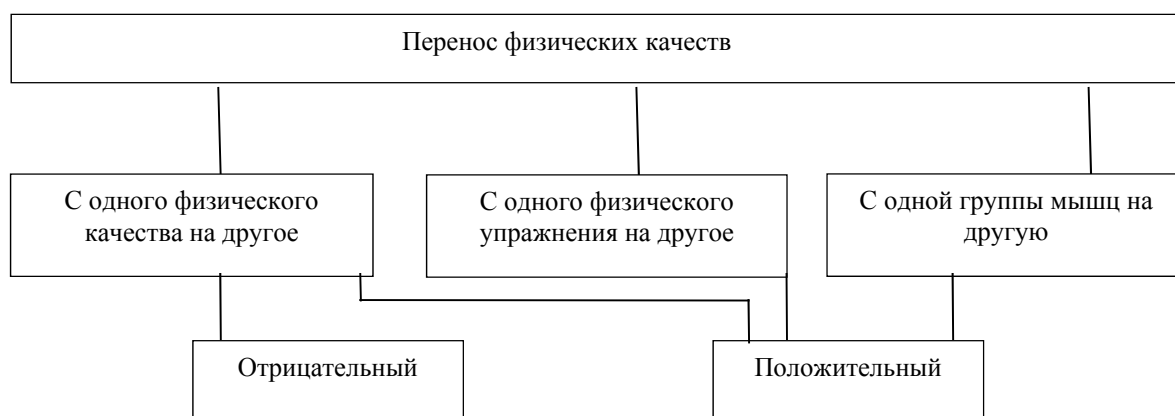 Перенос физических качеств
С одного физического
качества на другое
С одного физического
упражнения на другое
С одной группы мышц на
другую
Отрицательный
Положительный